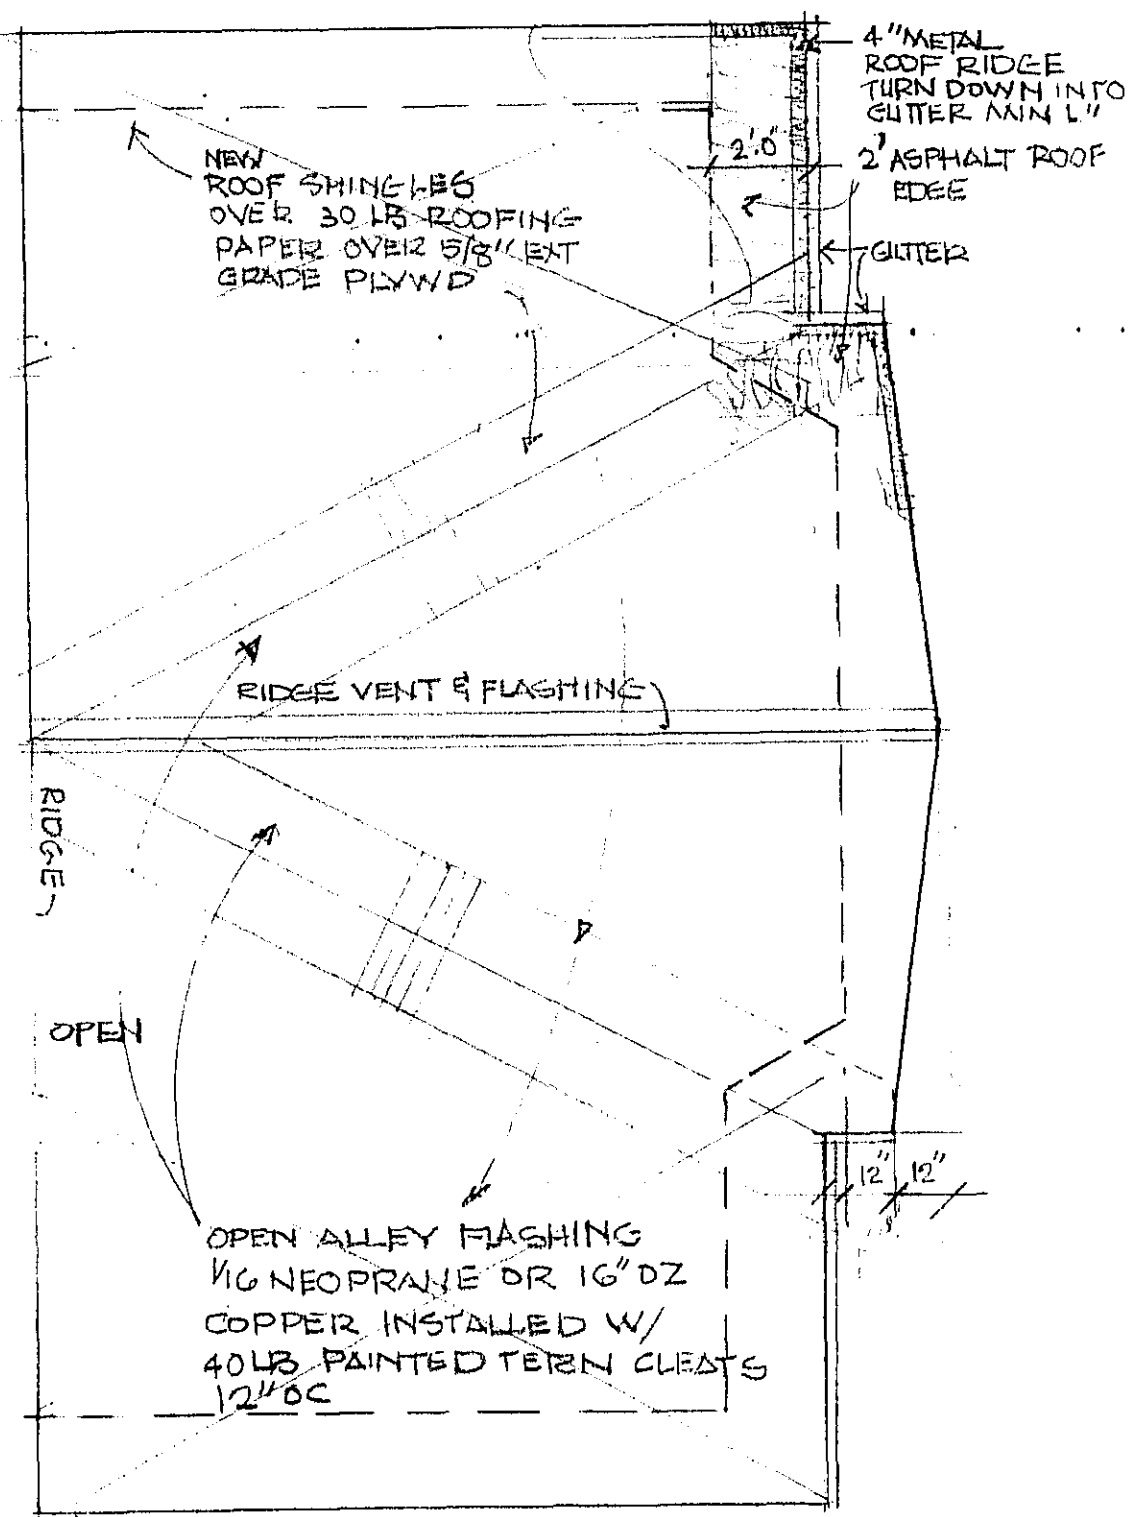 4" METAL
ROOF RIDGE
TURN DOWN INTO
GUTTER MIN L"
2' ASPHALT ROOF
EDGE
2'.0"
GUTTER
NEW
ROOF SHINGLES
OVER 30 LB ROOFING
PAPER OVER 5/8" EXT
GRADE PLYWD
RIDGE VENT & FLASHING
RIDGE
OPEN
12" 12"
OPEN ALLEY FLASHING
1/16 NEOPRANE OR 16" OZ
COPPER INSTALLED W/
40 LB PAINTED TERN CLEATS
12" OC